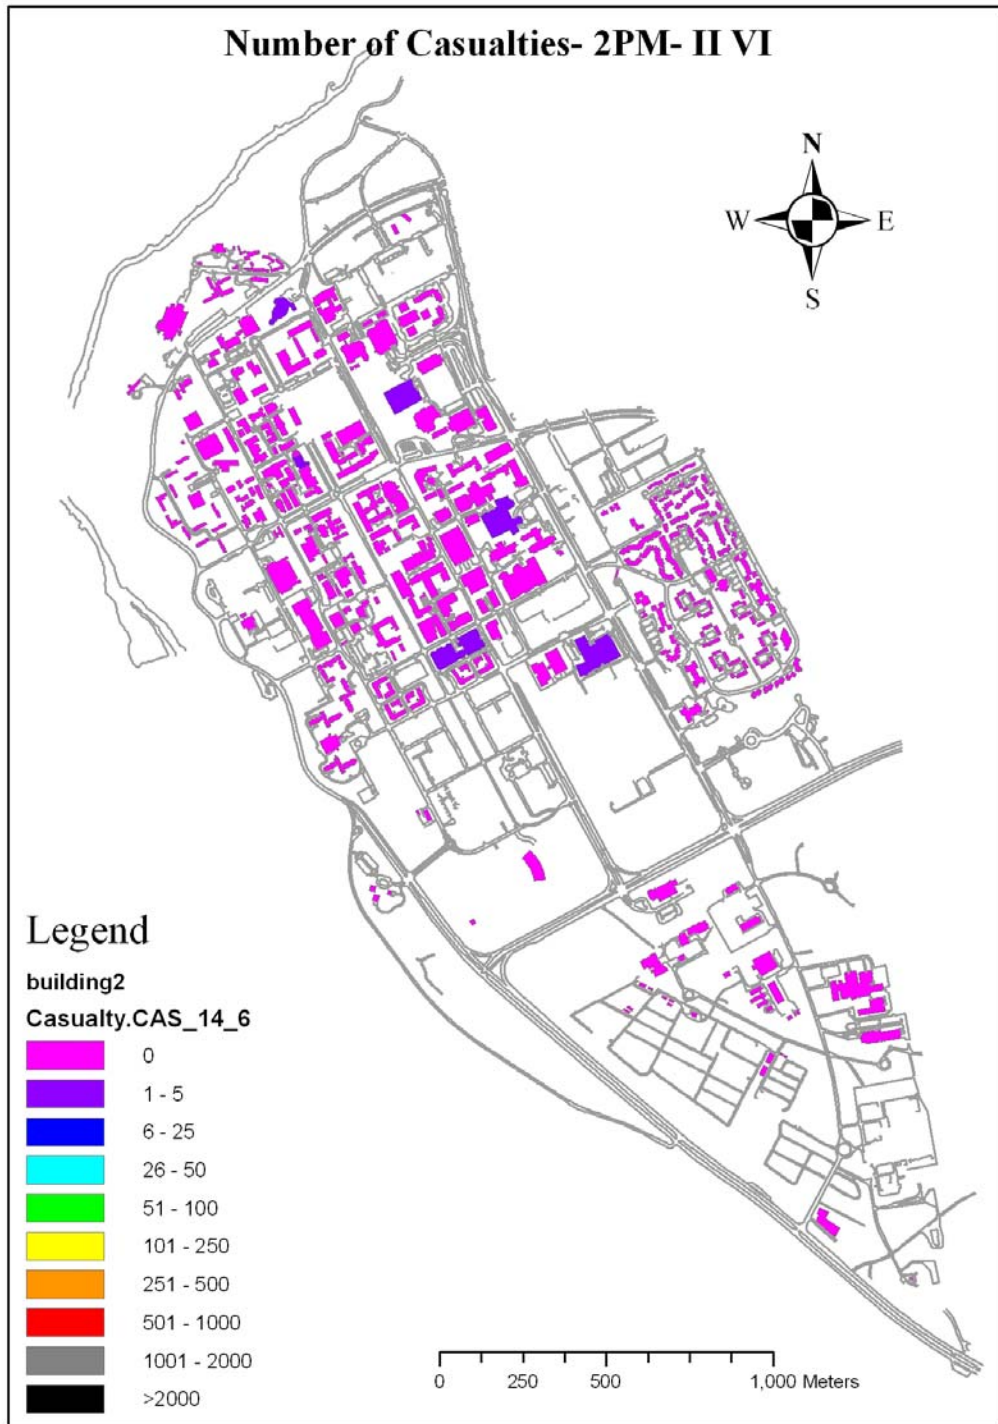 Number of Casualties- 2PM- II VI
N
W E
S
Legend
building2
Casualty.CAS_14_6
0
1 - 5
6 - 25
26 - 50
51 - 100
101 - 250
251 - 500
501 - 1000
1001 - 2000
>2000
0 250 500 1,000 Meters